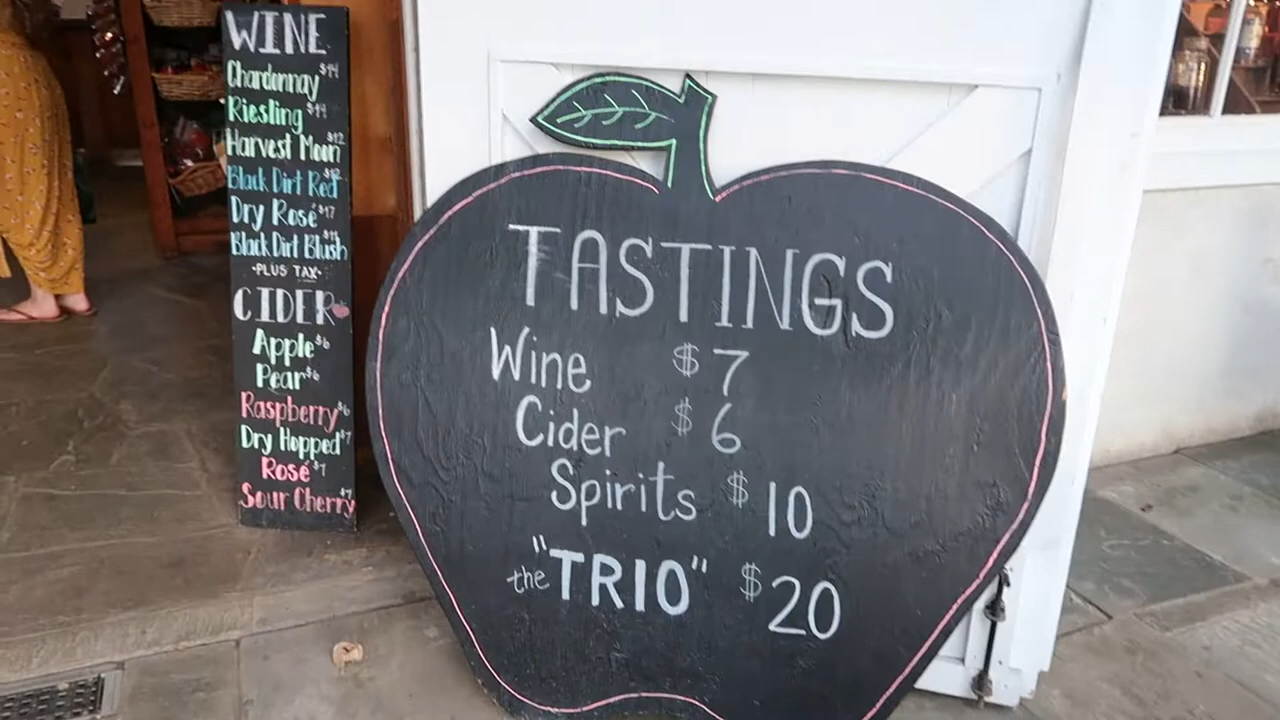 WINE
Chardonnay $14
Riesling $14
Harvest Moon $12
Black Dirt Red $12
Dry Rosé $17
Black Dirt Blush
·PLUS TAX·
CIDER
Apple $6
Pear $6
Raspberry $6
Dry Hopped $7
Rosé $7
Sour Cherry $7
TASTINGS
Wine $7
Cider $6
Spirits $10
the "TRIO" $20